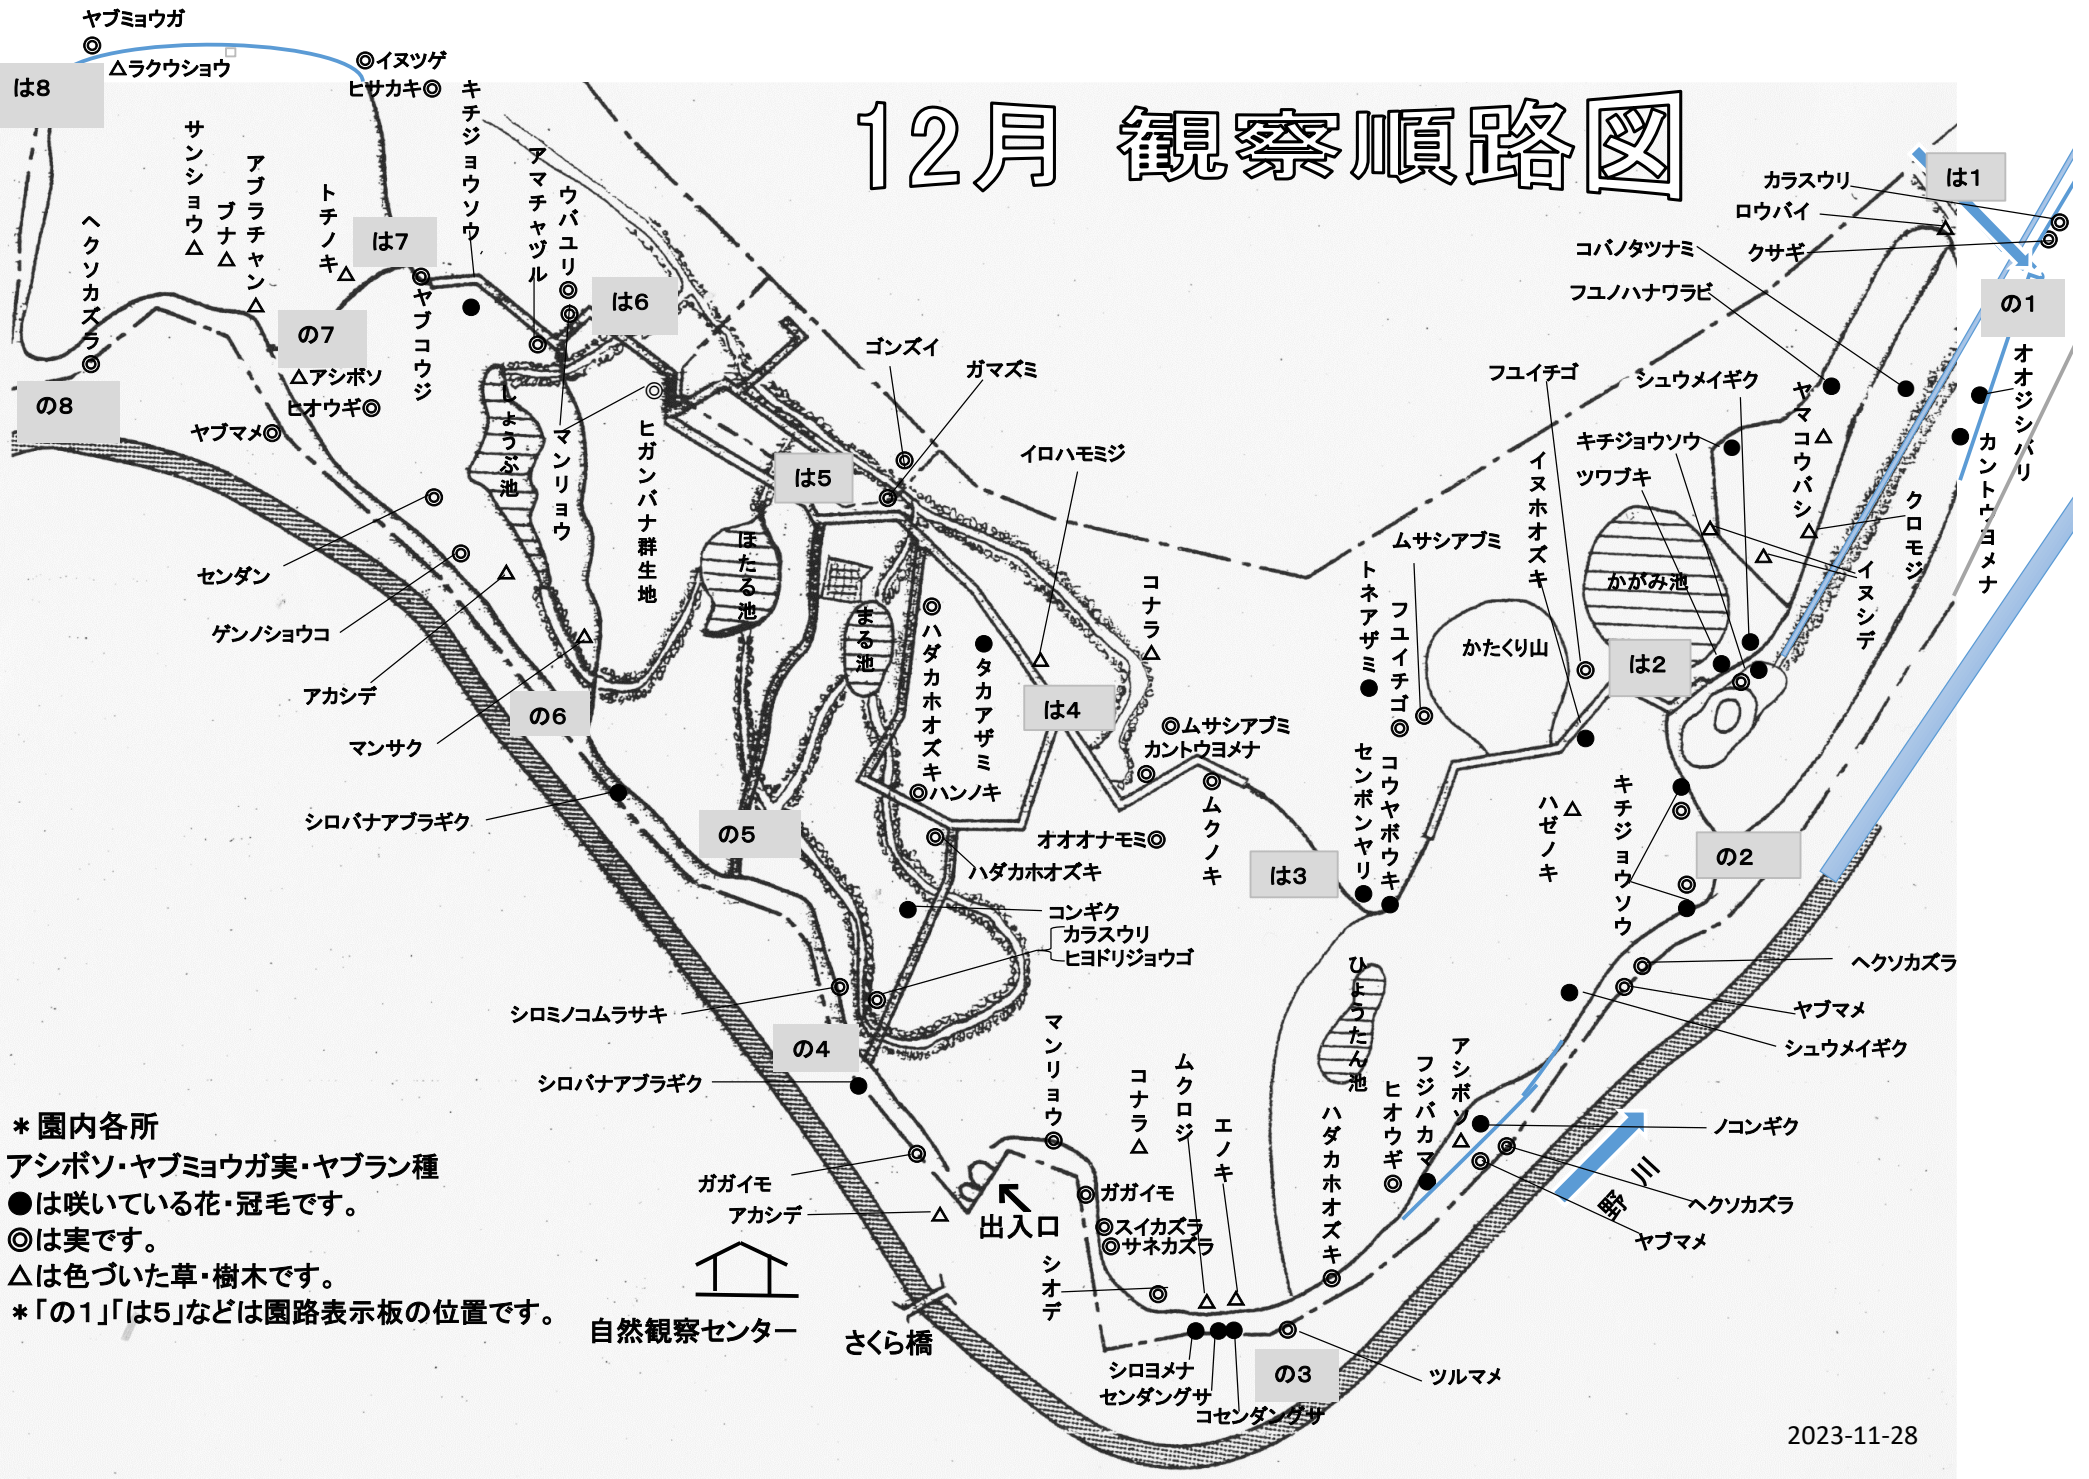 12月 観察順路図
ヤブミョウガ
△ラクウショウ
は8
イヌツゲ
ヒサカキ
キチジョウソウ
サンショウ△
ブナ△
アブラチャン△
トチノキ
は7
アマチャヅル
ウバユリ
は6
ヘクソカズラ
の7
△アシボソ
ヒオウギ◎
ヤブコウジ
の8
ヤブマメ
しょうぶ池
マンリョウ
ヒガンバナ群生地
ゴンズイ
ガマズミ
は5
イロハモミジ
センダン
ゲンノショウコ
アカシデ
マンサク
の6
ほたる池
まる池
ハダカホオズキ
タカアザミ
コナラ△
は4
◎ムサシアブミ
カントウヨメナ
ムクノキ
◎ハンノキ
オオオナモミ◎
ハダカホオズキ
シロバナアブラギク
の5
コンギク
カラスウリ
ヒヨドリジョウゴ
シロミノコムラサキ
の4
シロバナアブラギク
は1
カラスウリ
ロウバイ
クサギ
コバノタツナミ
フユノハナワラビ
の1
オオジシバリ
カントウヨメナ
フユイチゴ
シュウメイギク
ヤマコウバシ
キチジョウソウ
ツワブキ
イヌホオズキ
クロモジ
イヌシデ
かがみ池
ムサシアブミ
トネアザミ
フユイチゴ
かたくり山
は2
センボンヤリ
コウヤボウキ
ハゼノキ
キチジョウソウ
の2
は3
ひょうたん池
ヘクソカズラ
ヤブマメ
シュウメイギク
マンリョウ
コナラ△
ムクロジ
エノキ
ハダカホオズキ
ヒオウギ
フジバカマ
アシボソ
ノコンギク
ヘクソカズラ
ヤブマメ
野川
ガガイモ
アカシデ
出入口
◎ガガイモ
◎スイカズラ
◎サネカズラ
シオデ
シロヨメナ
センダングサ
コセンダングサ
の3
ツルマメ
自然観察センター
さくら橋
＊園内各所
アシボソ・ヤブミョウガ実・ヤブラン種
●は咲いている花・冠毛です。
◎は実です。
△は色づいた草・樹木です。
＊「の1」「は5」などは園路表示板の位置です。
2023-11-28